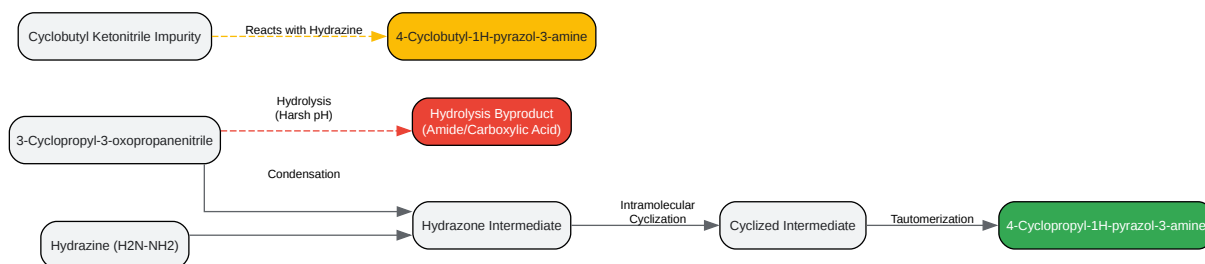 Cyclobutyl Ketonitrile Impurity
Reacts with Hydrazine
4-Cyclobutyl-1H-pyrazol-3-amine
3-Cyclopropyl-3-oxopropanenitrile
Hydrolysis
(Harsh pH)
Hydrolysis Byproduct
(Amide/Carboxylic Acid)
Condensation
Hydrazine (H2N-NH2)
Hydrazone Intermediate
Intramolecular
Cyclization
Cyclized Intermediate
Tautomerization
4-Cyclopropyl-1H-pyrazol-3-amine